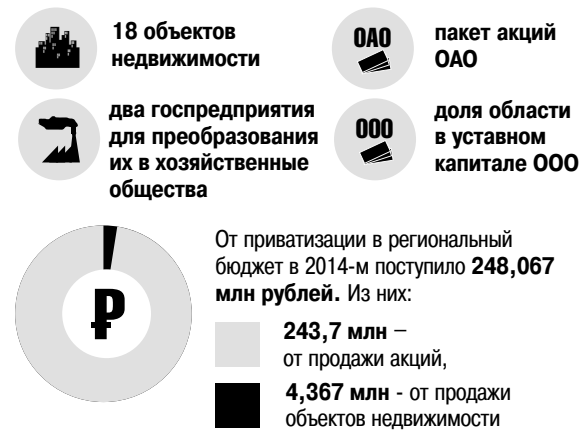 18 объектов
недвижимости
ОАО
пакет акций
ОАО
два госпредприятия
для преобразования
их в хозяйственные
общества
ООО
доля области
в уставном
капитале ООО
₽
От приватизации в региональный
бюджет в 2014-м поступило 248,067
млн рублей. Из них:
243,7 млн –
от продажи акций,
4,367 млн - от продажи
объектов недвижимости